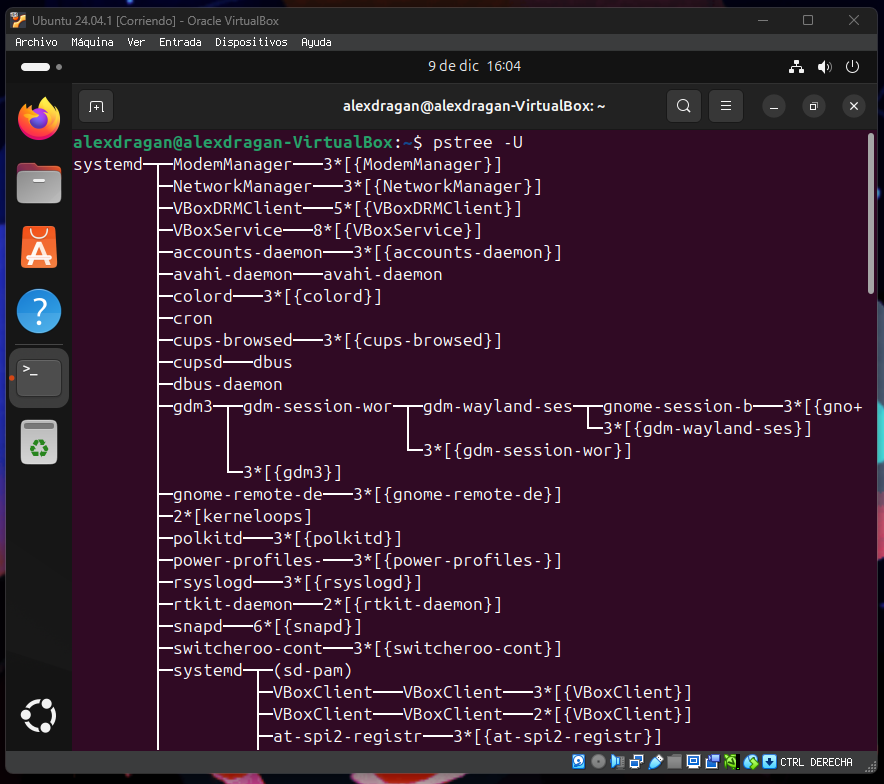 Ubuntu 24.04.1 [Corriendo] - Oracle VirtualBox
Archivo Máquina Ver Entrada Dispositivos Ayuda
9 de dic 16:04
alexdragan@alexdragan-VirtualBox: ~
alexdragan@alexdragan-VirtualBox:~$ pstree -U
systemd─┬─ModemManager───3*[{ModemManager}]
        ├─NetworkManager───3*[{NetworkManager}]
        ├─VBoxDRMClient───5*[{VBoxDRMClient}]
        ├─VBoxService───8*[{VBoxService}]
        ├─accounts-daemon───3*[{accounts-daemon}]
        ├─avahi-daemon───avahi-daemon
        ├─colord───3*[{colord}]
        ├─cron
        ├─cups-browsed───3*[{cups-browsed}]
        ├─cupsd───dbus
        ├─dbus-daemon
        ├─gdm3─┬─gdm-session-wor─┬─gdm-wayland-ses─┬─gnome-session-b───3*[{gno+
        │      │                 │                 └─3*[{gdm-wayland-ses}]
        │      │                 └─3*[{gdm-session-wor}]
        │      └─3*[{gdm3}]
        ├─gnome-remote-de───3*[{gnome-remote-de}]
        ├─2*[kerneloops]
        ├─polkitd───3*[{polkitd}]
        ├─power-profiles-───3*[{power-profiles-}]
        ├─rsyslogd───3*[{rsyslogd}]
        ├─rtkit-daemon───2*[{rtkit-daemon}]
        ├─snapd───6*[{snapd}]
        ├─switcheroo-cont───3*[{switcheroo-cont}]
        ├─systemd─┬─(sd-pam)
        │         ├─VBoxClient───VBoxClient───3*[{VBoxClient}]
        │         ├─VBoxClient───VBoxClient───2*[{VBoxClient}]
        │         ├─at-spi2-registr───3*[{at-spi2-registr}]
CTRL DERECHA